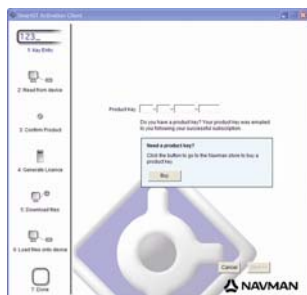 SmartST Activation Client
123_
1. Key Entry
2. Read from device
3. Confirm Product
4. Generate Licence
5. Download files
6. Load files onto device
7. Done
Product key
Do you have a product key? Your product key was emailed
to you following your successful subscription.
Need a product key?
Click the button to go to the Navman store to buy a
product key.
Buy
Cancel
NAVMAN